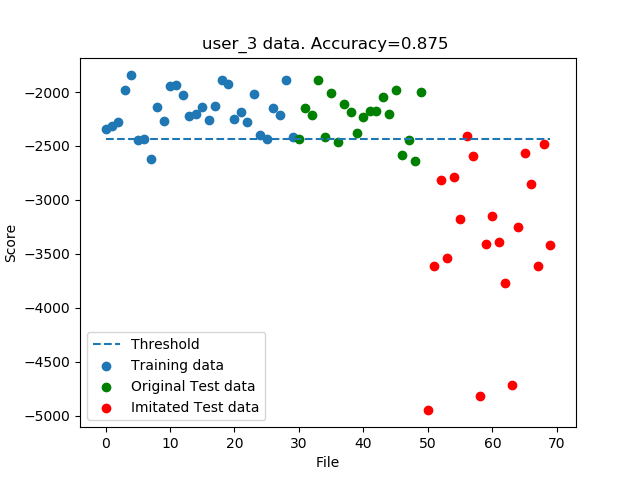 user_3 data. Accuracy=0.875
−2000
−2500
−3000
−3500
−4000
−4500
−5000
Score
Threshold
Training data
Original Test data
Imitated Test data
0 10 20 30 40 50 60 70
File